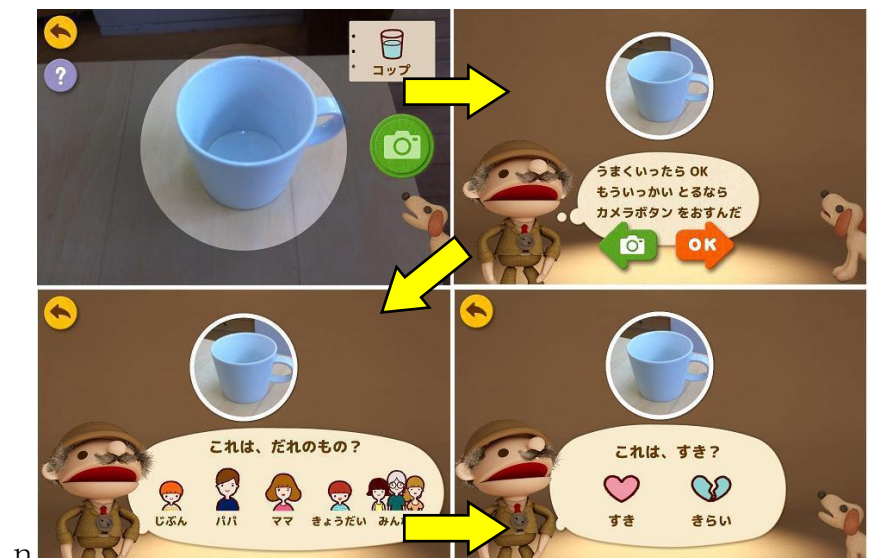 ?
コップ
うまくいったら OK
もういっかい とるなら
カメラボタン をおすんだ
OK
これは、だれのもの？
じぶん パパ ママ きょうだい
これは、すき？
すき きらい
n